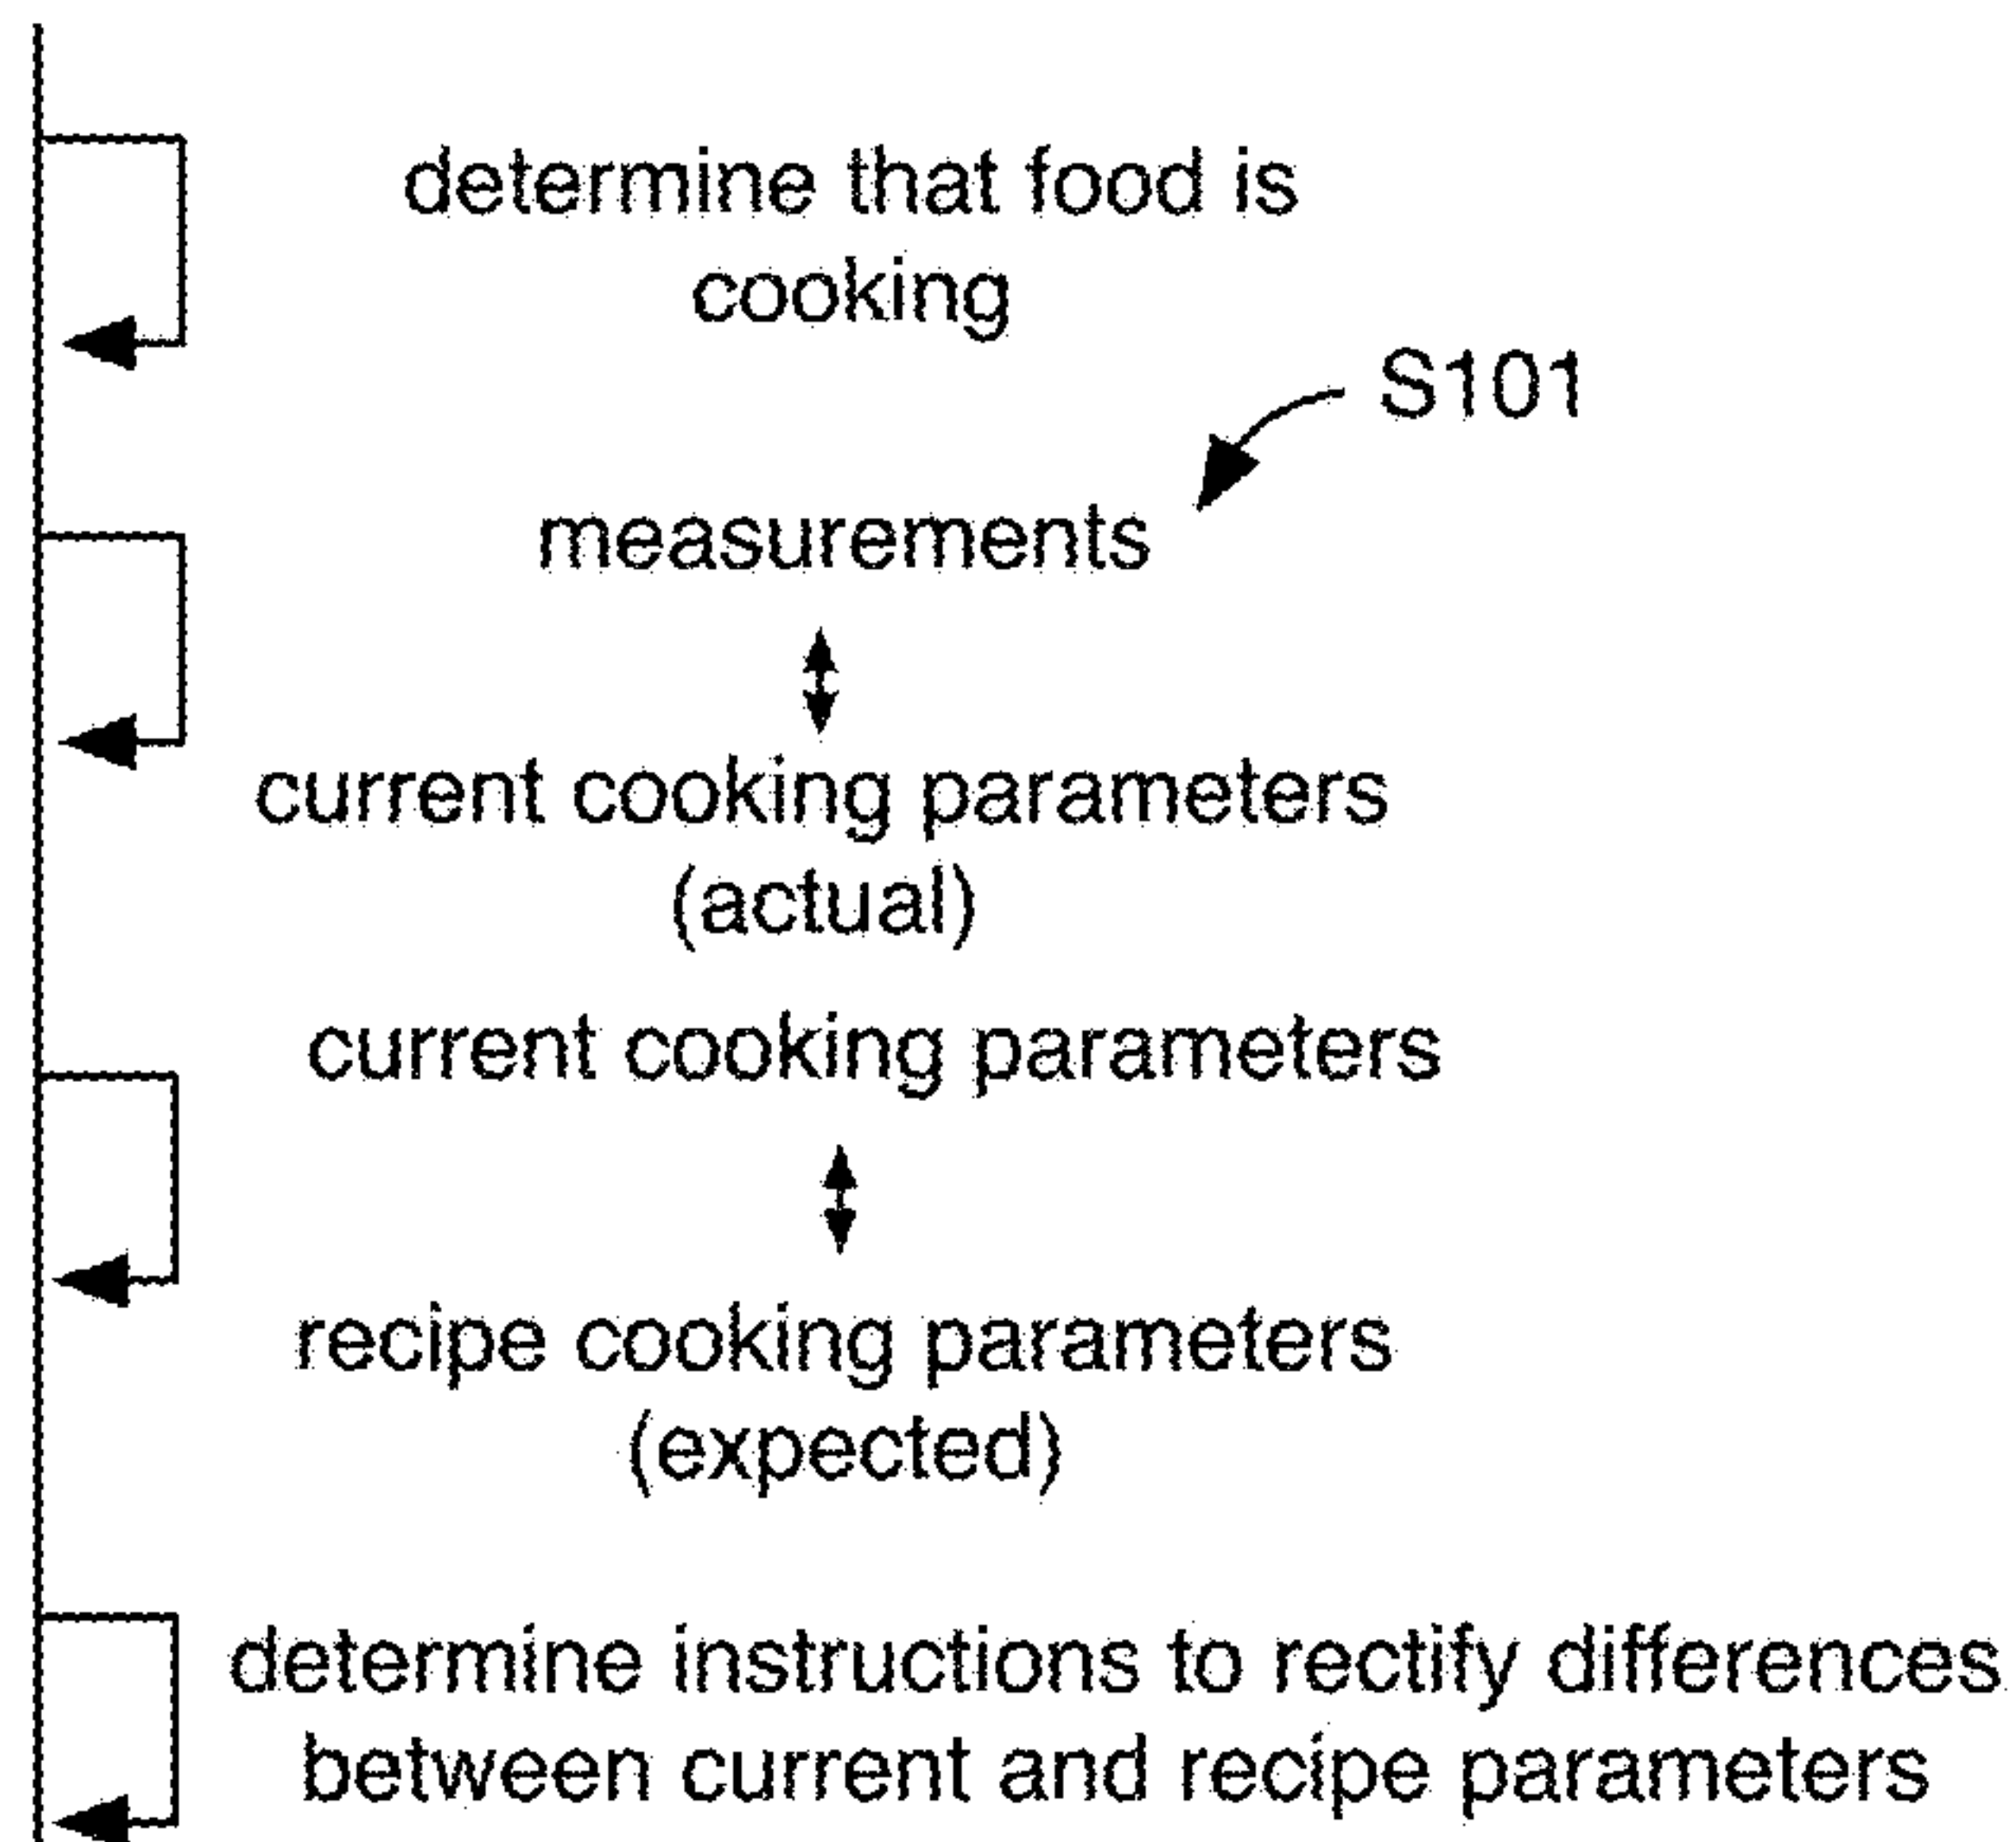 determine that food is
cooking
S101
measurements
current cooking parameters
(actual)
current cooking parameters
recipe cooking parameters
(expected)
determine instructions to rectify differences
between current and recipe parameters